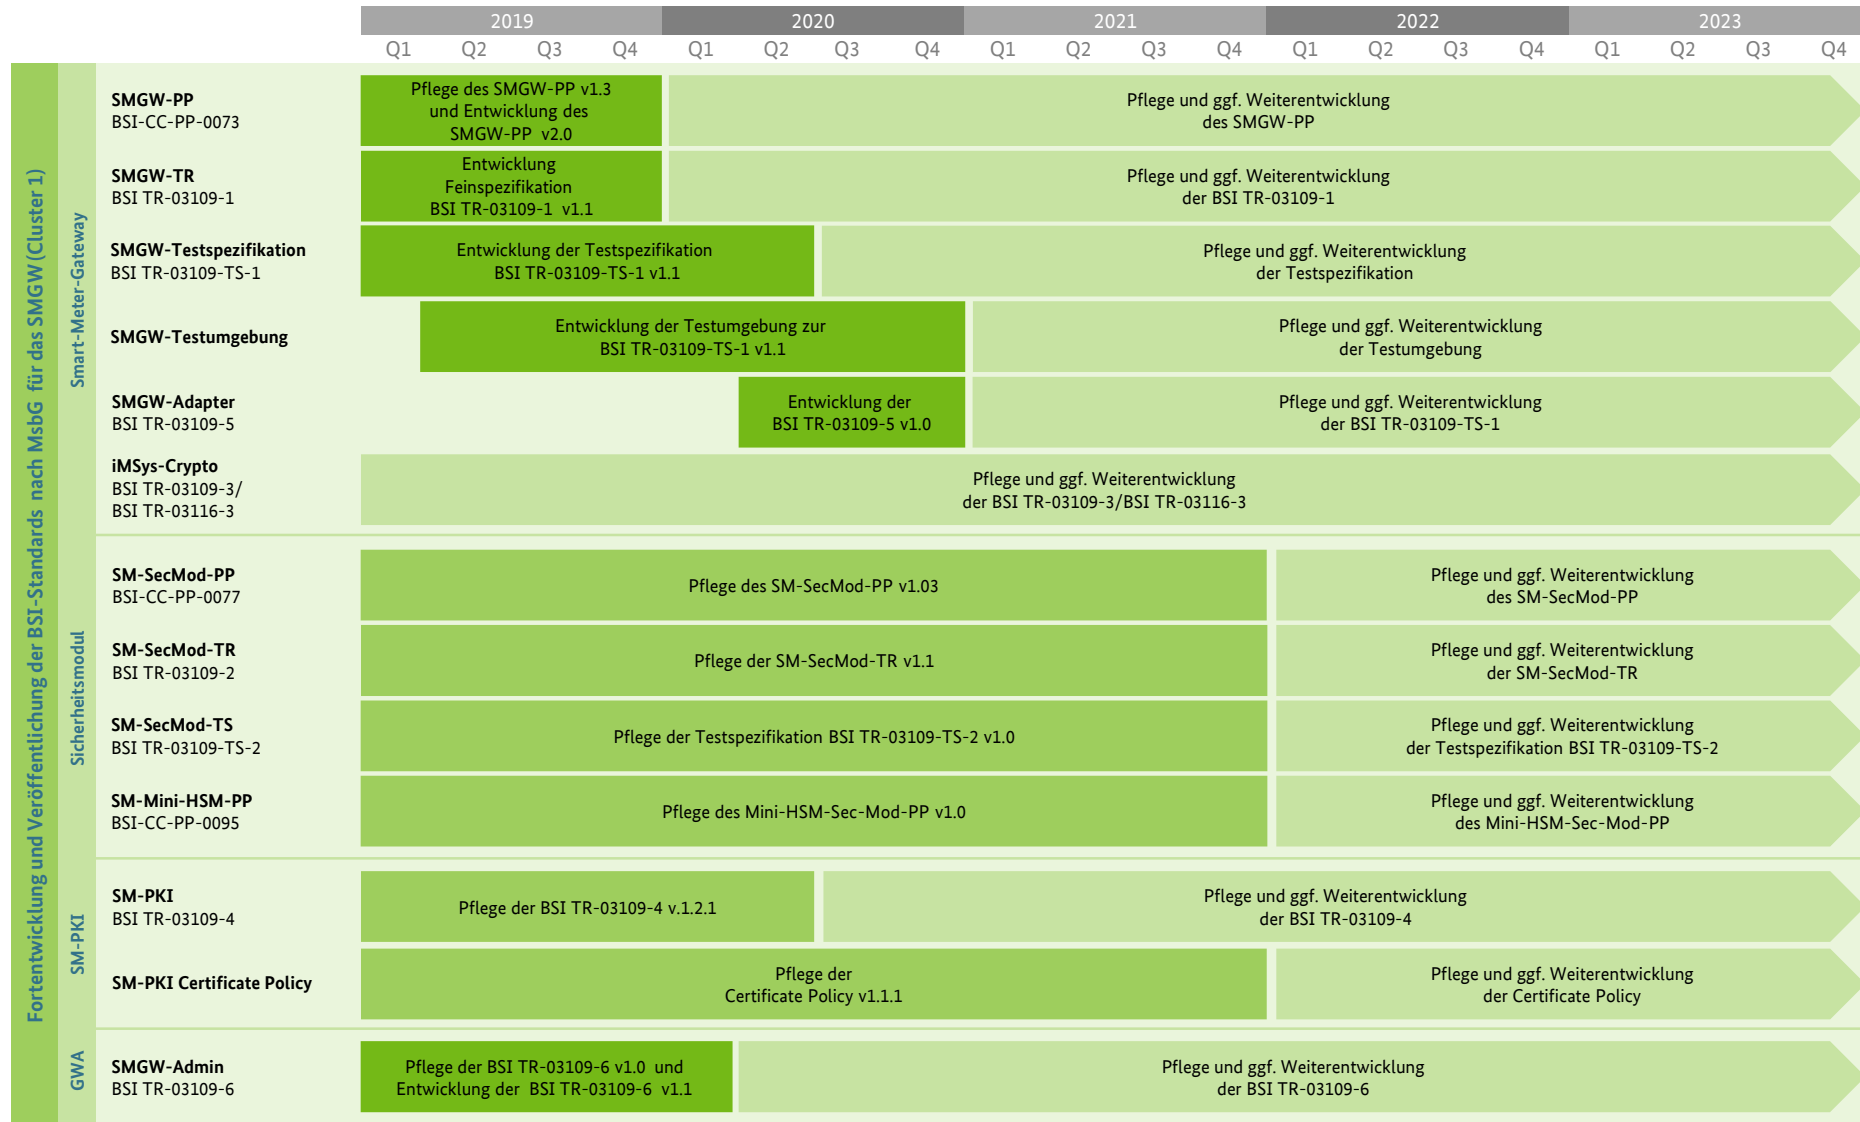 2019 2020 2021 2022 2023
Q1 Q2 Q3 Q4 Q1 Q2 Q3 Q4 Q1 Q2 Q3 Q4 Q1 Q2 Q3 Q4 Q1 Q2 Q3 Q4
Fortentwicklung und Veröffentlichung der BSI-Standards nach MsbG für das SMGW (Cluster 1)
Smart-Meter-Gateway
SMGW-PP
BSI-CC-PP-0073
Pflege des SMGW-PP v1.3
und Entwicklung des
SMGW-PP v2.0
Pflege und ggf. Weiterentwicklung
des SMGW-PP
SMGW-TR
BSI TR-03109-1
Entwicklung
Feinspezifikation
BSI TR-03109-1 v1.1
Pflege und ggf. Weiterentwicklung
der BSI TR-03109-1
SMGW-Testspezifikation
BSI TR-03109-TS-1
Entwicklung der Testspezifikation
BSI TR-03109-TS-1 v1.1
Pflege und ggf. Weiterentwicklung
der Testspezifikation
SMGW-Testumgebung
Entwicklung der Testumgebung zur
BSI TR-03109-TS-1 v1.1
Pflege und ggf. Weiterentwicklung
der Testumgebung
SMGW-Adapter
BSI TR-03109-5
Entwicklung der
BSI TR-03109-5 v1.0
Pflege und ggf. Weiterentwicklung
der BSI TR-03109-TS-1
iMSys-Crypto
BSI TR-03109-3/
BSI TR-03116-3
Pflege und ggf. Weiterentwicklung
der BSI TR-03109-3/BSI TR-03116-3
Sicherheitsmodul
SM-SecMod-PP
BSI-CC-PP-0077
Pflege des SM-SecMod-PP v1.03
Pflege und ggf. Weiterentwicklung
des SM-SecMod-PP
SM-SecMod-TR
BSI TR-03109-2
Pflege der SM-SecMod-TR v1.1
Pflege und ggf. Weiterentwicklung
der SM-SecMod-TR
SM-SecMod-TS
BSI TR-03109-TS-2
Pflege der Testspezifikation BSI TR-03109-TS-2 v1.0
Pflege und ggf. Weiterentwicklung
der Testspezifikation BSI TR-03109-TS-2
SM-Mini-HSM-PP
BSI-CC-PP-0095
Pflege des Mini-HSM-Sec-Mod-PP v1.0
Pflege und ggf. Weiterentwicklung
des Mini-HSM-Sec-Mod-PP
SM-PKI
SM-PKI
BSI TR-03109-4
Pflege der BSI TR-03109-4 v.1.2.1
Pflege und ggf. Weiterentwicklung
der BSI TR-03109-4
SM-PKI Certificate Policy
Pflege der
Certificate Policy v1.1.1
Pflege und ggf. Weiterentwicklung
der Certificate Policy
GWA
SMGW-Admin
BSI TR-03109-6
Pflege der BSI TR-03109-6 v1.0 und
Entwicklung der BSI TR-03109-6 v1.1
Pflege und ggf. Weiterentwicklung
der BSI TR-03109-6